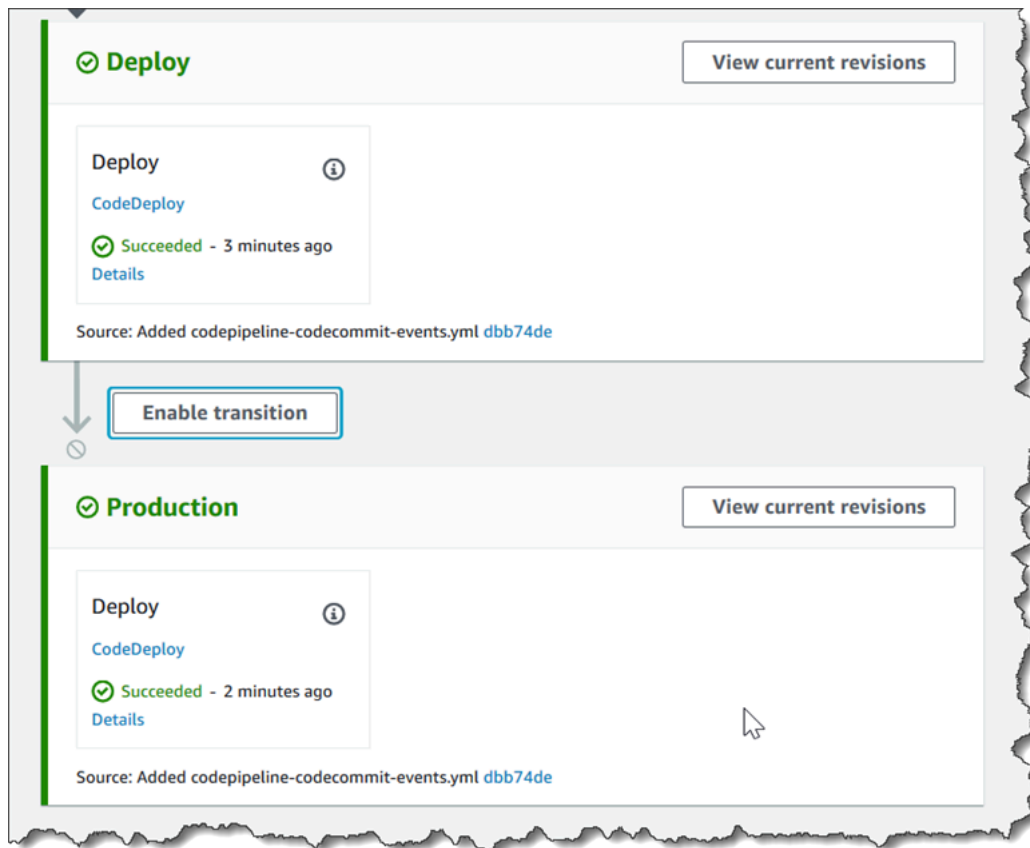 Deploy
View current revisions
Deploy
CodeDeploy
Succeeded - 3 minutes ago
Details
Source: Added codepipeline-codecommit-events.yml dbb74de
Enable transition
Production
View current revisions
Deploy
CodeDeploy
Succeeded - 2 minutes ago
Details
Source: Added codepipeline-codecommit-events.yml dbb74de